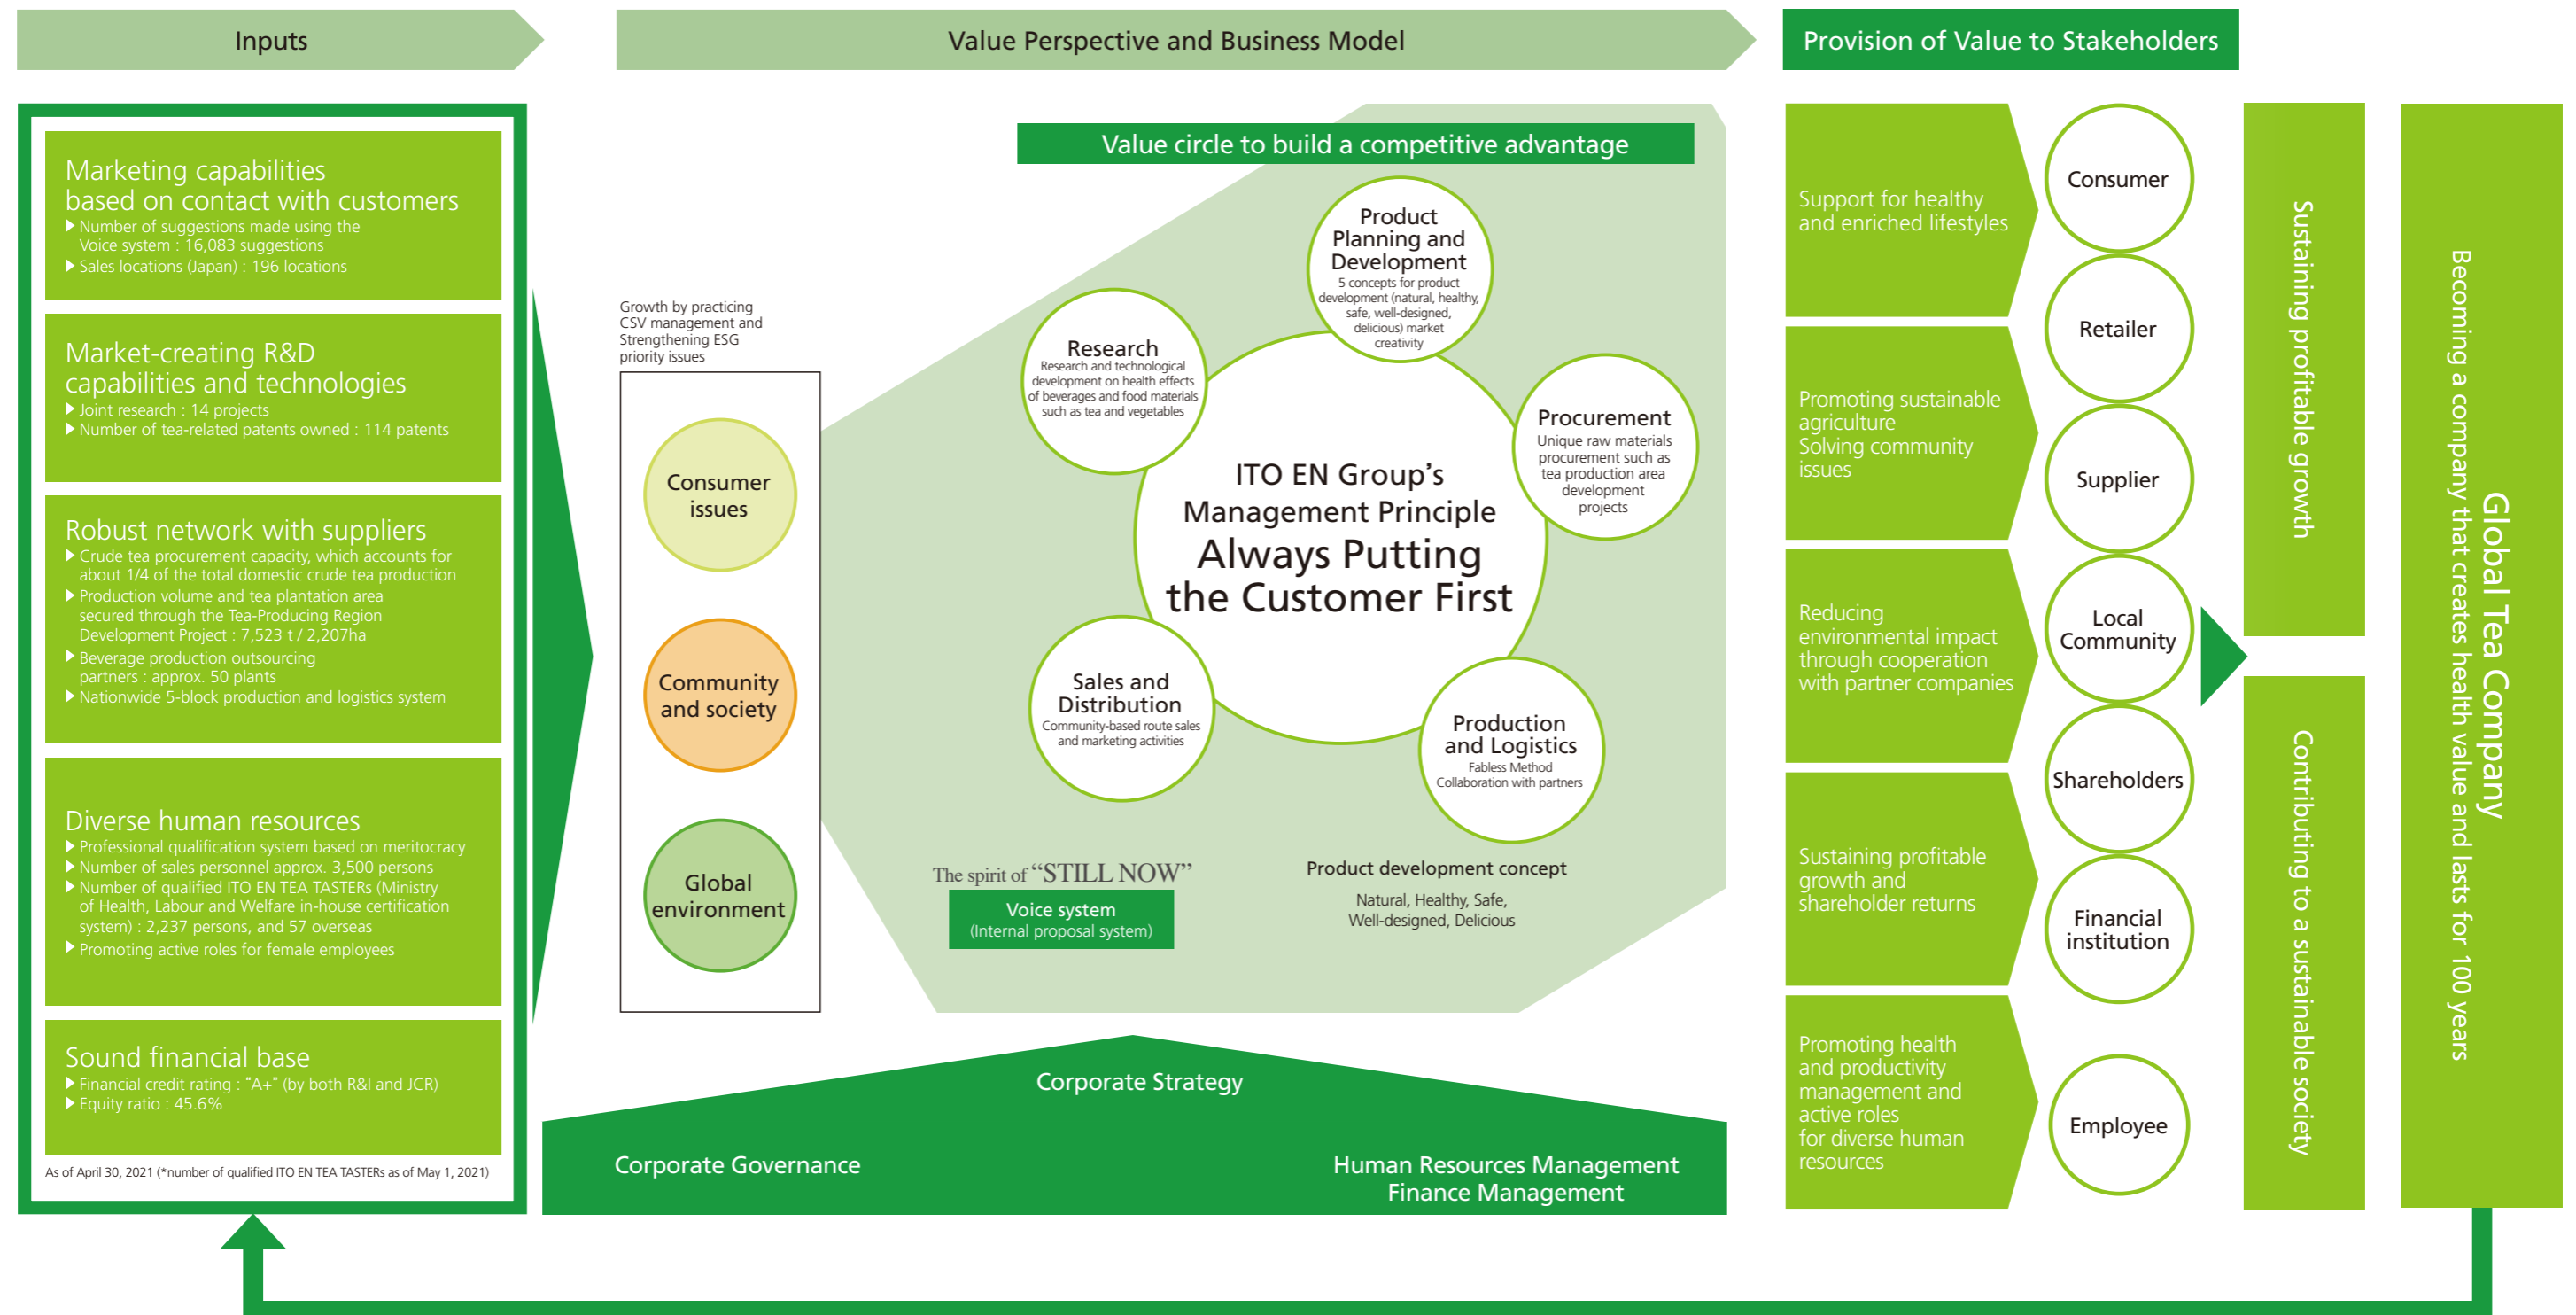 Inputs
Value Perspective and Business Model
Provision of Value to Stakeholders
Marketing capabilities
based on contact with customers
Number of suggestions made using the
Voice system : 16,083 suggestions
Sales locations (Japan) : 196 locations
Market-creating R&D
capabilities and technologies
Joint research : 14 projects
Number of tea-related patents owned : 114 patents
Robust network with suppliers
Crude tea procurement capacity, which accounts for
about 1/4 of the total domestic crude tea production
Production volume and tea plantation area
secured through the Tea-Producing Region
Development Project : 7,523 t / 2,207ha
Beverage production outsourcing
partners : approx. 50 plants
Nationwide 5-block production and logistics system
Diverse human resources
Professional qualification system based on meritocracy
Number of sales personnel approx. 3,500 persons
Number of qualified ITO EN TEA TASTERs (Ministry
of Health, Labour and Welfare in-house certification
system) : 2,237 persons, and 57 overseas
Promoting active roles for female employees
Sound financial base
Financial credit rating : "A+" (by both R&I and JCR)
Equity ratio : 45.6%
As of April 30, 2021 (*number of qualified ITO EN TEA TASTERs as of May 1, 2021)
Growth by practicing
CSV management and
Strengthening ESG
priority issues
Consumer
issues
Community
and society
Global
environment
Value circle to build a competitive advantage
Product
Planning and
Development
5 concepts for product
development (natural, healthy,
safe, well-designed,
delicious) market
creativity
Research
Research and technological
development on health effects
of beverages and food materials
such as tea and vegetables
Procurement
Unique raw materials
procurement such as
tea production area
development
projects
ITO EN Group’s
Management Principle
Always Putting
the Customer First
Sales and
Distribution
Community-based route sales
and marketing activities
Production
and Logistics
Fabless Method
Collaboration with partners
The spirit of “STILL NOW”
Voice system
(Internal proposal system)
Product development concept
Natural, Healthy, Safe,
Well-designed, Delicious
Corporate Strategy
Corporate Governance
Human Resources Management
Finance Management
Support for healthy
and enriched lifestyles
Promoting sustainable
agriculture
Solving community
issues
Reducing
environmental impact
through cooperation
with partner companies
Sustaining profitable
growth and
shareholder returns
Promoting health
and productivity
management and
active roles
for diverse human
resources
Consumer
Retailer
Supplier
Local
Community
Shareholders
Financial
institution
Employee
Sustaining profitable growth
Contributing to a sustainable society
Global Tea Company
Becoming a company that creates health value and lasts for 100 years